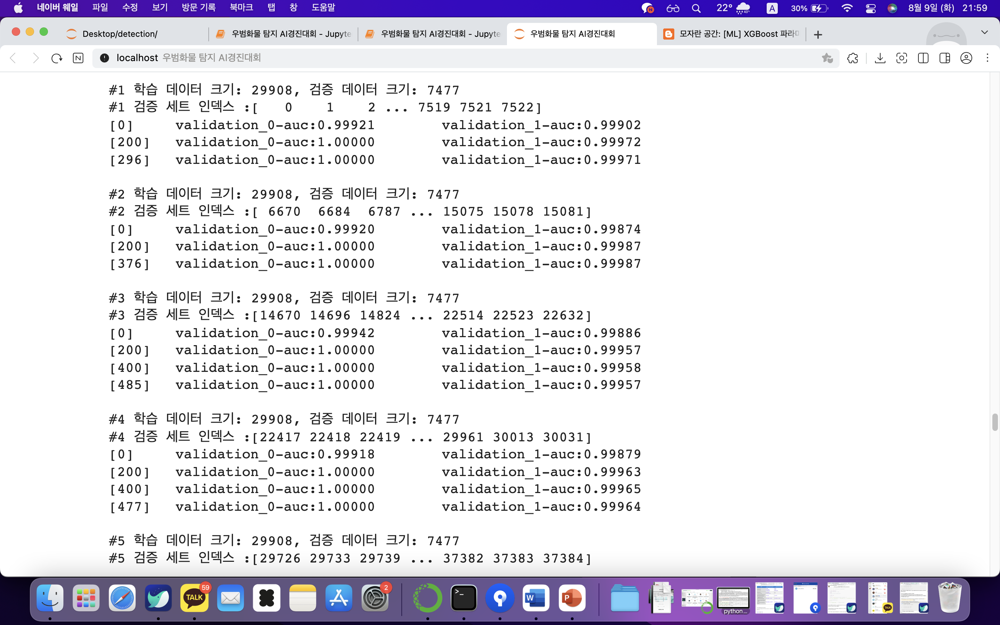 네이버 웨일 파일 수정 보기 방문 기록 북마크 탭 창 도움말 22° 40% A 30% 8월 9일 (화) 21:59
Desktop/detection/ 우범화물 탐지 AI경진대회 - Jupyte 우범화물 탐지 AI경진대회 - Jupyte 우범화물 탐지 AI경진대회 모자란 공간: [ML] XGBoost 파라
localhost 우범화물 탐지 AI경진대회
#1 학습 데이터 크기: 29908, 검증 데이터 크기: 7477
#1 검증 세트 인덱스 :[ 0 1 2 ... 7519 7521 7522]
[0] validation_0-auc:0.99921 validation_1-auc:0.99902
[200] validation_0-auc:1.00000 validation_1-auc:0.99972
[296] validation_0-auc:1.00000 validation_1-auc:0.99971
#2 학습 데이터 크기: 29908, 검증 데이터 크기: 7477
#2 검증 세트 인덱스 :[ 6670 6684 6787 ... 15075 15078 15081]
[0] validation_0-auc:0.99920 validation_1-auc:0.99874
[200] validation_0-auc:1.00000 validation_1-auc:0.99987
[376] validation_0-auc:1.00000 validation_1-auc:0.99987
#3 학습 데이터 크기: 29908, 검증 데이터 크기: 7477
#3 검증 세트 인덱스 :[14670 14696 14824 ... 22514 22523 22632]
[0] validation_0-auc:0.99942 validation_1-auc:0.99886
[200] validation_0-auc:1.00000 validation_1-auc:0.99957
[400] validation_0-auc:1.00000 validation_1-auc:0.99958
[485] validation_0-auc:1.00000 validation_1-auc:0.99957
#4 학습 데이터 크기: 29908, 검증 데이터 크기: 7477
#4 검증 세트 인덱스 :[22417 22418 22419 ... 29961 30013 30031]
[0] validation_0-auc:0.99918 validation_1-auc:0.99879
[200] validation_0-auc:1.00000 validation_1-auc:0.99963
[400] validation_0-auc:1.00000 validation_1-auc:0.99965
[477] validation_0-auc:1.00000 validation_1-auc:0.99964
#5 학습 데이터 크기: 29908, 검증 데이터 크기: 7477
#5 검증 세트 인덱스 :[29726 29733 29739 ... 37382 37383 37384]
TALK 59 2 W P python...